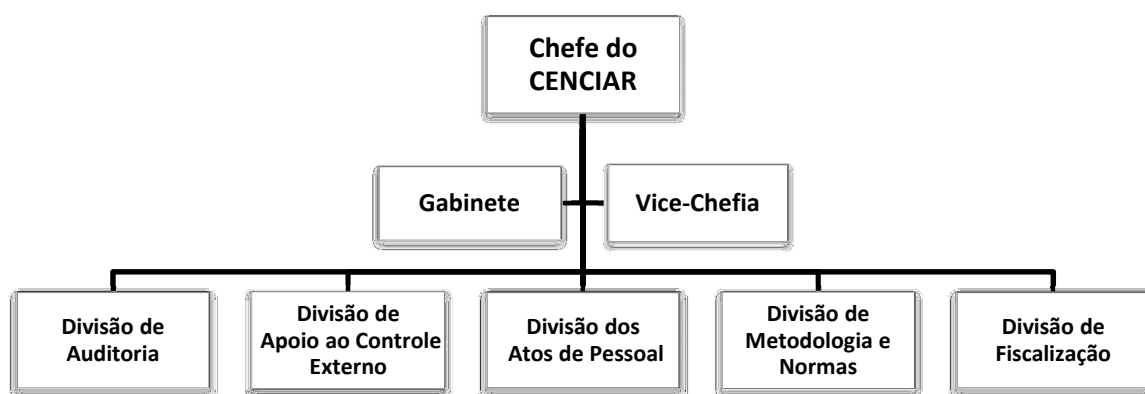 Chefe do
CENCIAR
Gabinete
Vice-Chefia
Divisão de
Auditoria
Divisão de
Apoio ao Controle
Externo
Divisão dos
Atos de Pessoal
Divisão de
Metodologia e
Normas
Divisão de
Fiscalização